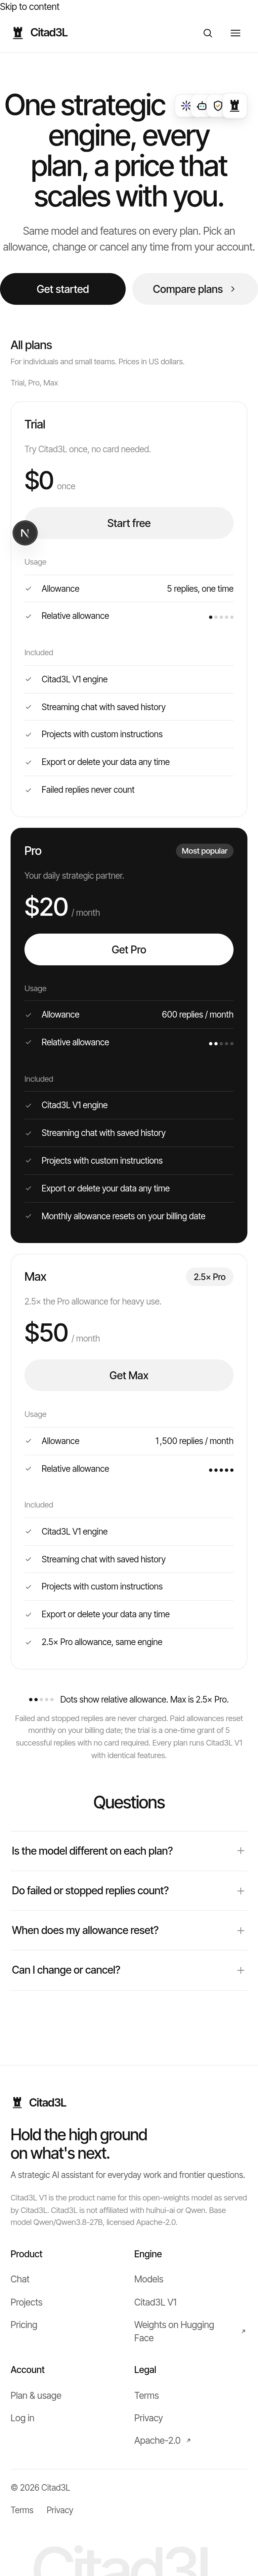 Skip to content
Citad3L
One strategic
engine, every
plan, a price that
scales with you.
Same model and features on every plan. Pick an
allowance, change or cancel any time from your account.
Get started
Compare plans
All plans
For individuals and small teams. Prices in US dollars.
Trial, Pro, Max
Trial
Try Citad3L once, no card needed.
$0 once
Start free
N
Usage
Allowance 5 replies, one time
Relative allowance
Included
Citad3L V1 engine
Streaming chat with saved history
Projects with custom instructions
Export or delete your data any time
Failed replies never count
Pro Most popular
Your daily strategic partner.
$20 / month
Get Pro
Usage
Allowance 600 replies / month
Relative allowance
Included
Citad3L V1 engine
Streaming chat with saved history
Projects with custom instructions
Export or delete your data any time
Monthly allowance resets on your billing date
Max 2.5× Pro
2.5× the Pro allowance for heavy use.
$50 / month
Get Max
Usage
Allowance 1,500 replies / month
Relative allowance
Included
Citad3L V1 engine
Streaming chat with saved history
Projects with custom instructions
Export or delete your data any time
2.5× Pro allowance, same engine
Dots show relative allowance. Max is 2.5× Pro.
Failed and stopped replies are never charged. Paid allowances reset
monthly on your billing date; the trial is a one-time grant of 5
successful replies with no card required. Every plan runs Citad3L V1
with identical features.
Questions
Is the model different on each plan?
Do failed or stopped replies count?
When does my allowance reset?
Can I change or cancel?
Citad3L
Hold the high ground
on what's next.
A strategic AI assistant for everyday work and frontier questions.
Citad3L V1 is the product name for this open-weights model as served
by Citad3L. Citad3L is not affiliated with huihui-ai or Qwen. Base
model Qwen/Qwen3.8-27B, licensed Apache-2.0.
Product
Chat
Projects
Pricing
Engine
Models
Citad3L V1
Weights on Hugging
Face
Account
Plan & usage
Log in
Legal
Terms
Privacy
Apache-2.0
© 2026 Citad3L
Terms Privacy
Citad3L